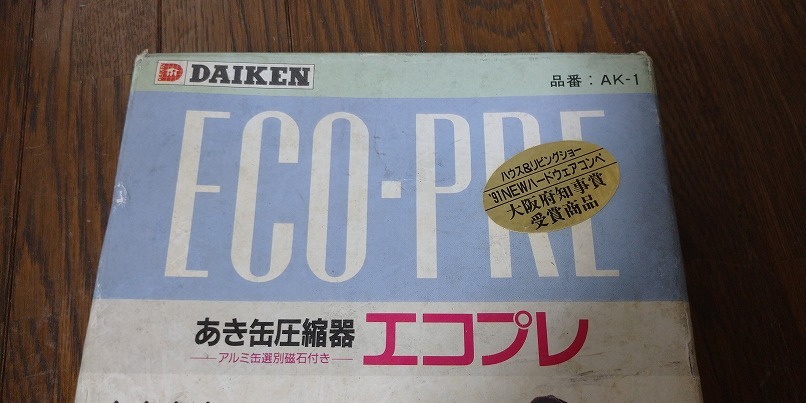 DAIKEN
品番：AK-1
ECO・PRE
ハウス&リビングショー
'91NEWハードウェアコンペ
大阪府知事賞
受賞商品
あき缶圧縮器 エコプレ
アルミ缶選別磁石付き